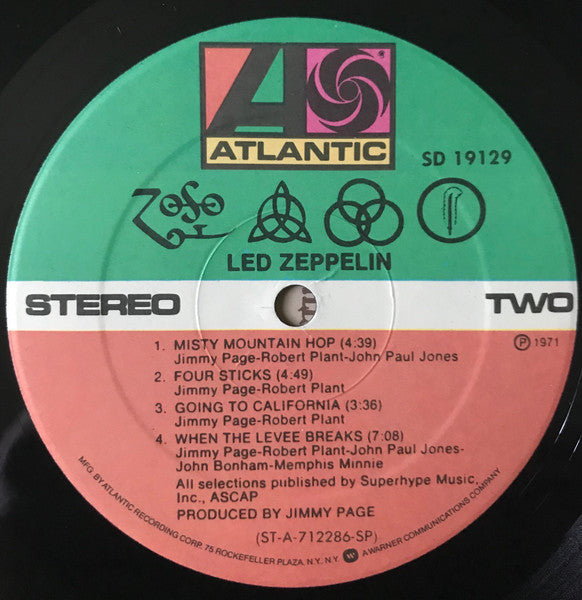 ATLANTIC
®
SD 19129
LED ZEPPELIN
STEREO
TWO
℗ 1971
1. MISTY MOUNTAIN HOP (4:39)
Jimmy Page-Robert Plant-John Paul Jones
2. FOUR STICKS (4:49)
Jimmy Page-Robert Plant
3. GOING TO CALIFORNIA (3:36)
Jimmy Page-Robert Plant
4. WHEN THE LEVEE BREAKS (7:08)
Jimmy Page-Robert Plant-John Paul Jones-
John Bonham-Memphis Minnie
All selections published by Superhype Music,
Inc., ASCAP
PRODUCED BY JIMMY PAGE
(ST-A-712286-SP)
MFG. BY ATLANTIC RECORDING CORP. 75 ROCKEFELLER PLAZA, N.Y. N.Y. W A WARNER COMMUNICATIONS COMPANY